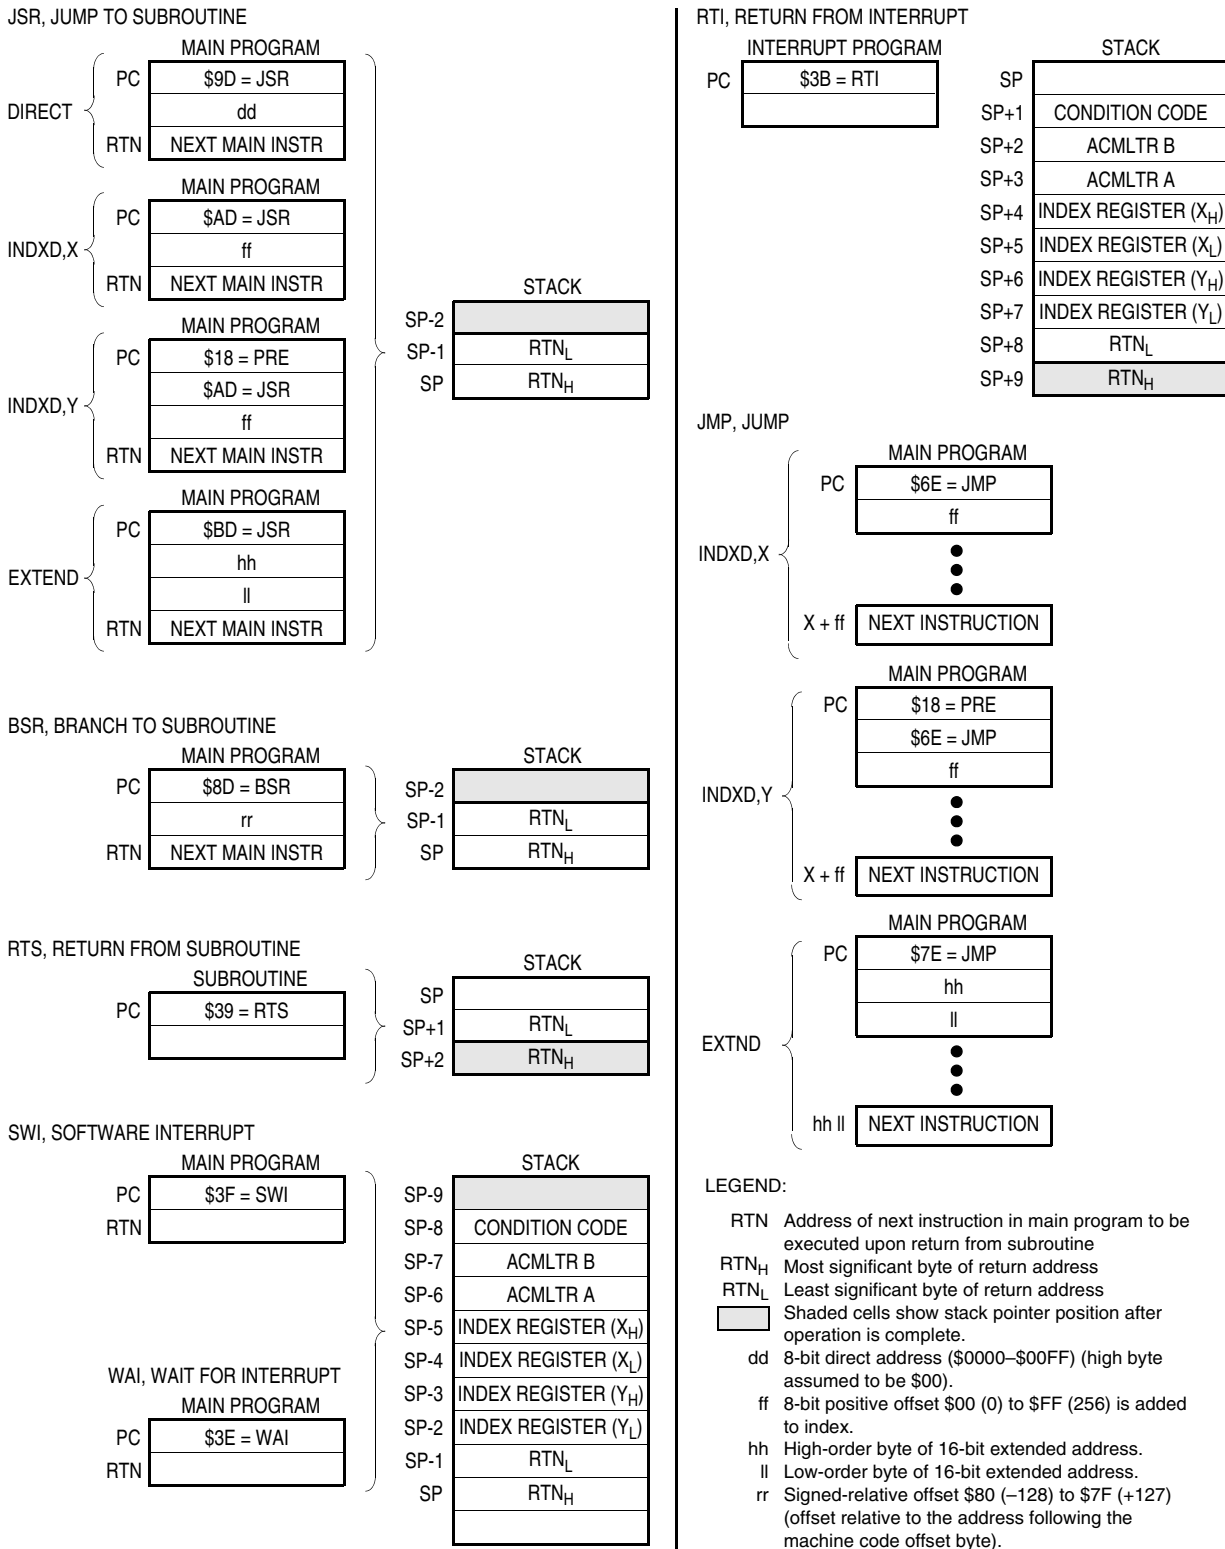 JSR, JUMP TO SUBROUTINE
MAIN PROGRAM
DIRECT
PC $9D = JSR
dd
RTN NEXT MAIN INSTR
MAIN PROGRAM
INDXD,X
PC $AD = JSR
ff
RTN NEXT MAIN INSTR
MAIN PROGRAM
INDXD,Y
PC $18 = PRE
$AD = JSR
ff
RTN NEXT MAIN INSTR
MAIN PROGRAM
EXTEND
PC $BD = JSR
hh
ll
RTN NEXT MAIN INSTR
STACK
SP-2
SP-1 RTNL
SP RTNH
BSR, BRANCH TO SUBROUTINE
MAIN PROGRAM
PC $8D = BSR
rr
RTN NEXT MAIN INSTR
STACK
SP-2
SP-1 RTNL
SP RTNH
RTS, RETURN FROM SUBROUTINE
SUBROUTINE
PC $39 = RTS
STACK
SP
SP+1 RTNL
SP+2 RTNH
SWI, SOFTWARE INTERRUPT
MAIN PROGRAM
PC $3F = SWI
RTN
WAI, WAIT FOR INTERRUPT
MAIN PROGRAM
PC $3E = WAI
RTN
STACK
SP-9
SP-8 CONDITION CODE
SP-7 ACMLTR B
SP-6 ACMLTR A
SP-5 INDEX REGISTER (XH)
SP-4 INDEX REGISTER (XL)
SP-3 INDEX REGISTER (YH)
SP-2 INDEX REGISTER (YL)
SP-1 RTNL
SP RTNH
RTI, RETURN FROM INTERRUPT
INTERRUPT PROGRAM
PC $3B = RTI
STACK
SP
SP+1 CONDITION CODE
SP+2 ACMLTR B
SP+3 ACMLTR A
SP+4 INDEX REGISTER (XH)
SP+5 INDEX REGISTER (XL)
SP+6 INDEX REGISTER (YH)
SP+7 INDEX REGISTER (YL)
SP+8 RTNL
SP+9 RTNH
JMP, JUMP
MAIN PROGRAM
INDXD,X
PC $6E = JMP
ff
X + ff NEXT INSTRUCTION
MAIN PROGRAM
INDXD,Y
PC $18 = PRE
$6E = JMP
ff
X + ff NEXT INSTRUCTION
MAIN PROGRAM
EXTND
PC $7E = JMP
hh
ll
hh ll NEXT INSTRUCTION
LEGEND:
RTN Address of next instruction in main program to be
executed upon return from subroutine
RTNH Most significant byte of return address
RTNL Least significant byte of return address
Shaded cells show stack pointer position after
operation is complete.
dd 8-bit direct address ($0000–$00FF) (high byte
assumed to be $00).
ff 8-bit positive offset $00 (0) to $FF (256) is added
to index.
hh High-order byte of 16-bit extended address.
ll Low-order byte of 16-bit extended address.
rr Signed-relative offset $80 (–128) to $7F (+127)
(offset relative to the address following the
machine code offset byte).